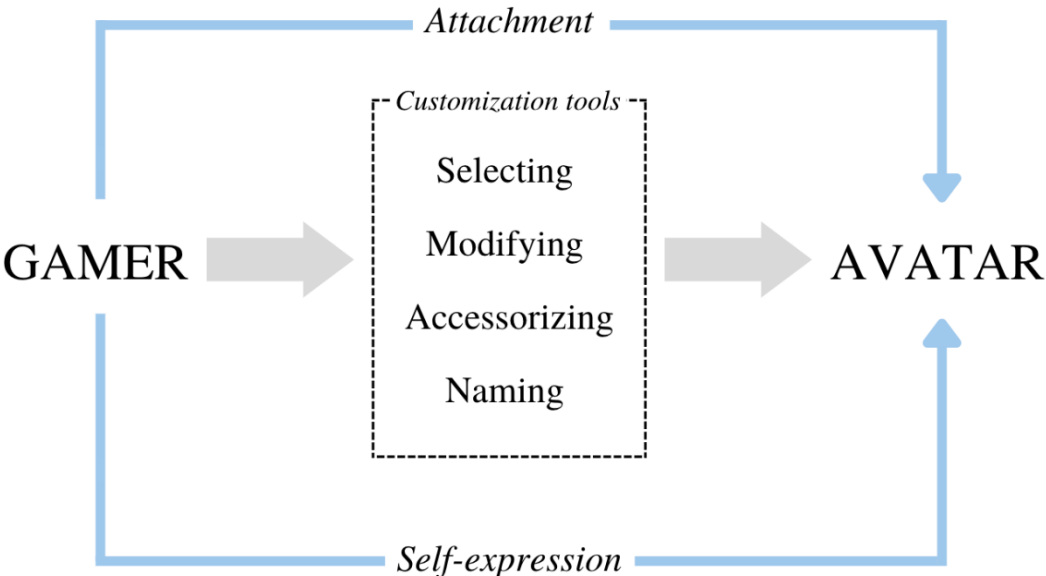 Attachment
Customization tools
Selecting
Modifying
GAMER
AVATAR
Accessorizing
Naming
Self-expression